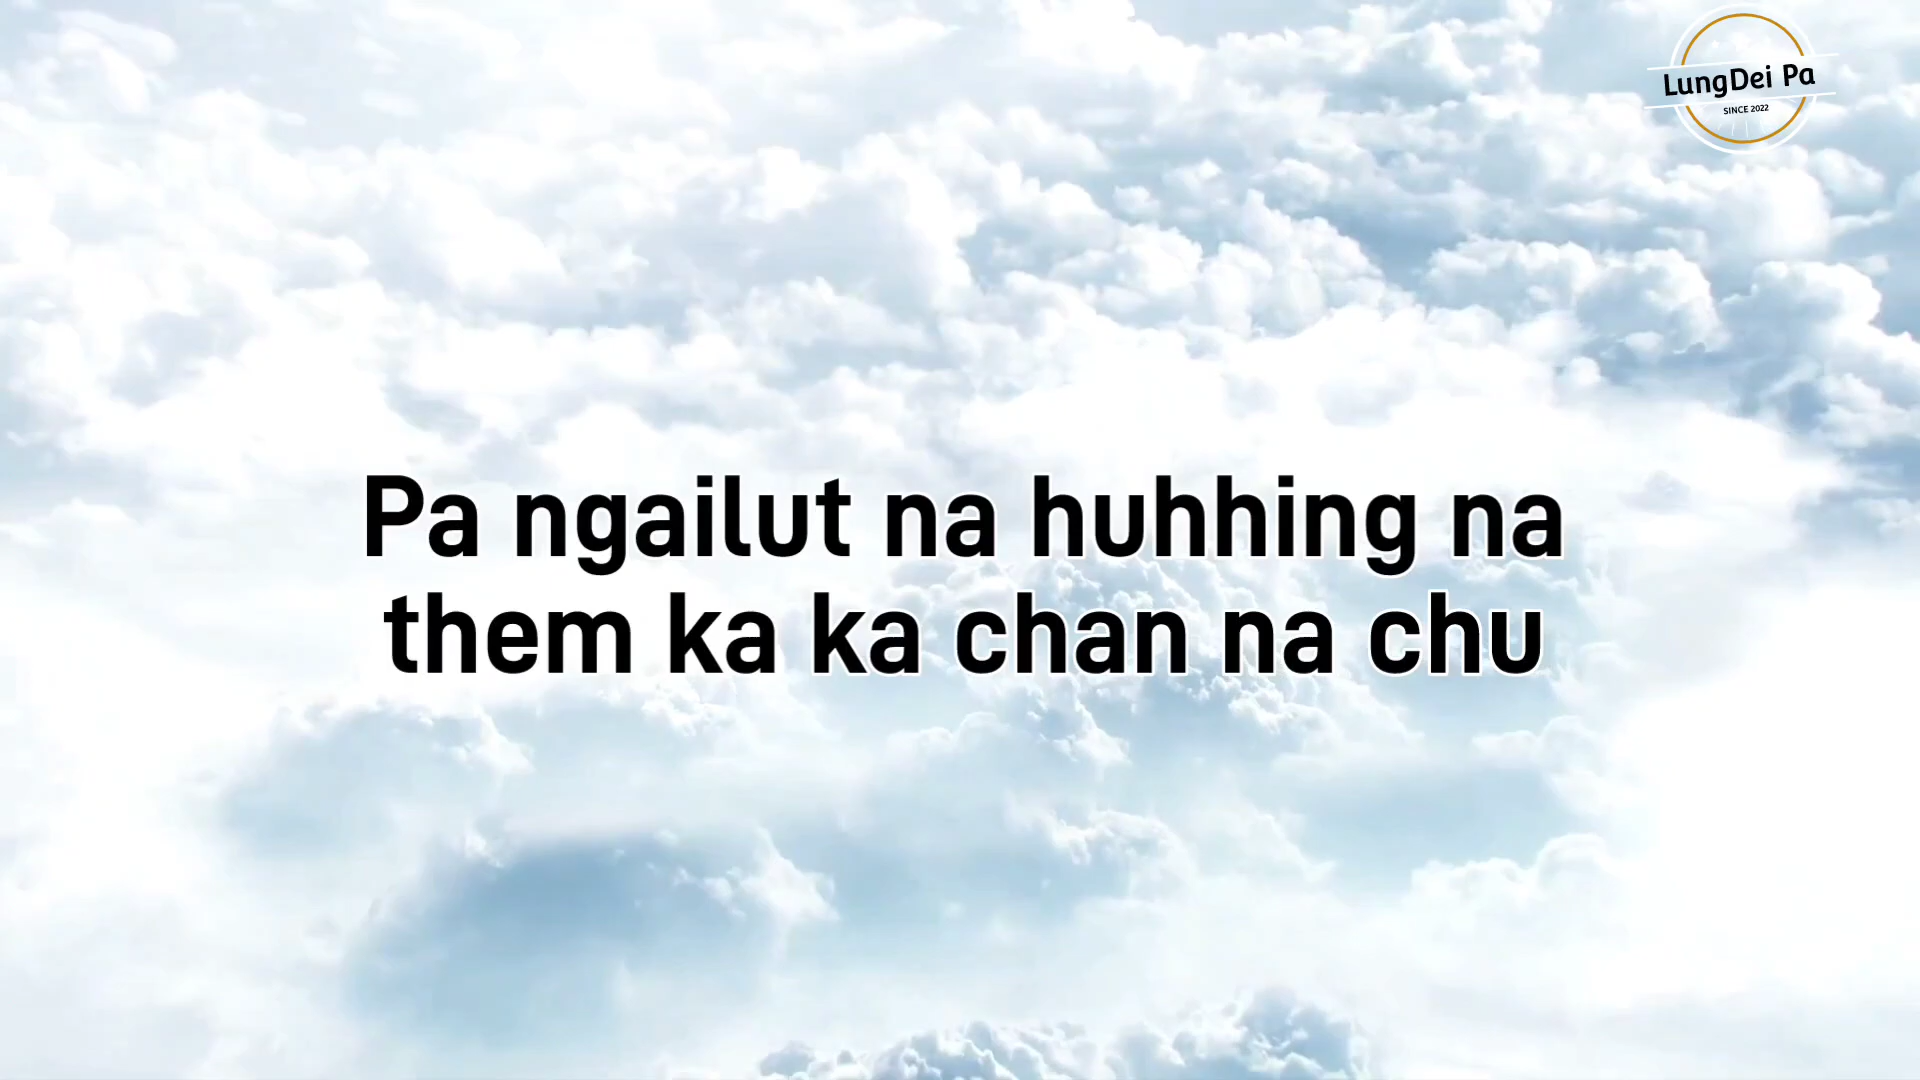 LungDei Pa
SINCE 2022
Pa ngailut na huhhing na
them ka ka chan na chu